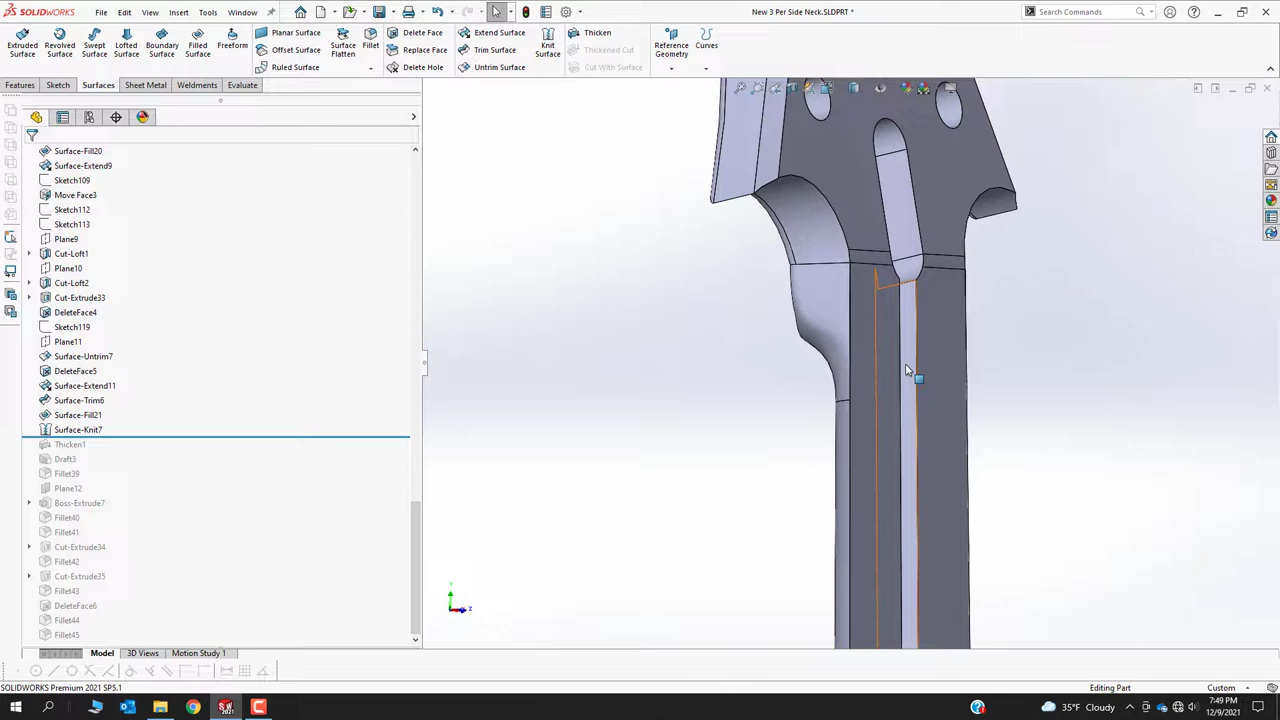 SOLIDWORKS
File
Edit
View
Insert
Tools
Window
New 3 Per Side Neck.SLDPRT *
Search Commands
Extruded Surface
Revolved Surface
Swept Surface
Lofted Surface
Boundary Surface
Filled Surface
Freeform
Planar Surface
Offset Surface
Ruled Surface
Surface Flatten
Fillet
Delete Face
Replace Face
Delete Hole
Extend Surface
Trim Surface
Untrim Surface
Knit Surface
Thicken
Thickened Cut
Cut With Surface
Reference Geometry
Curves
Features
Sketch
Surfaces
Sheet Metal
Weldments
Evaluate
Surface-Fill20
Surface-Extend9
Sketch109
Move Face3
Sketch112
Sketch113
Plane9
Cut-Loft1
Plane10
Cut-Loft2
Cut-Extrude33
DeleteFace4
Sketch119
Plane11
Surface-Untrim7
DeleteFace5
Surface-Extend11
Surface-Trim6
Surface-Fill21
Surface-Knit7
Thicken1
Draft3
Fillet39
Plane12
Boss-Extrude7
Fillet40
Fillet41
Cut-Extrude34
Fillet42
Cut-Extrude35
Fillet43
DeleteFace6
Fillet44
Fillet45
Y
Z
Model
3D Views
Motion Study 1
SOLIDWORKS Premium 2021 SP5.1
Editing Part
Custom
35°F Cloudy
7:49 PM
12/9/2021